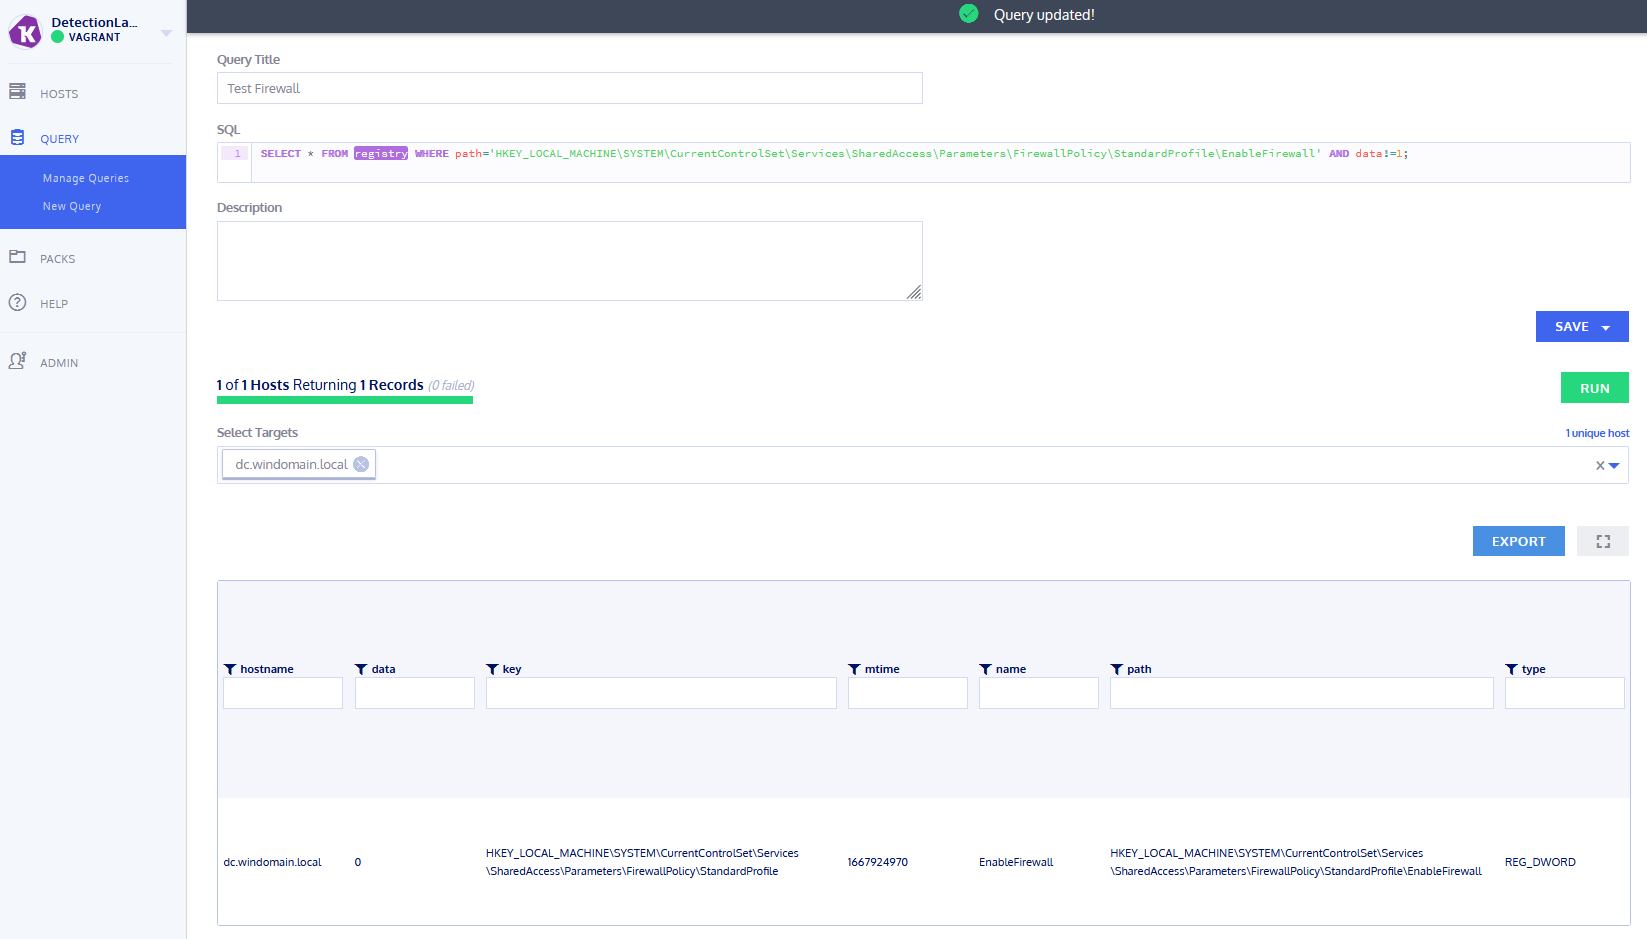 DetectionLa...
VAGRANT
Query updated!
HOSTS
QUERY
Manage Queries
New Query
PACKS
HELP
ADMIN
Query Title
Test Firewall
SQL
1 SELECT * FROM registry WHERE path='HKEY_LOCAL_MACHINE\SYSTEM\CurrentControlSet\Services\SharedAccess\Parameters\FirewallPolicy\StandardProfile\EnableFirewall' AND data!=1;
Description
SAVE
1 of 1 Hosts Returning 1 Records (0 failed)
RUN
Select Targets
1 unique host
dc.windomain.local
EXPORT
hostname data key mtime name path type
dc.windomain.local 0 HKEY_LOCAL_MACHINE\SYSTEM\CurrentControlSet\Services
\SharedAccess\Parameters\FirewallPolicy\StandardProfile 1667924970 EnableFirewall HKEY_LOCAL_MACHINE\SYSTEM\CurrentControlSet\Services
\SharedAccess\Parameters\FirewallPolicy\StandardProfile\EnableFirewall REG_DWORD